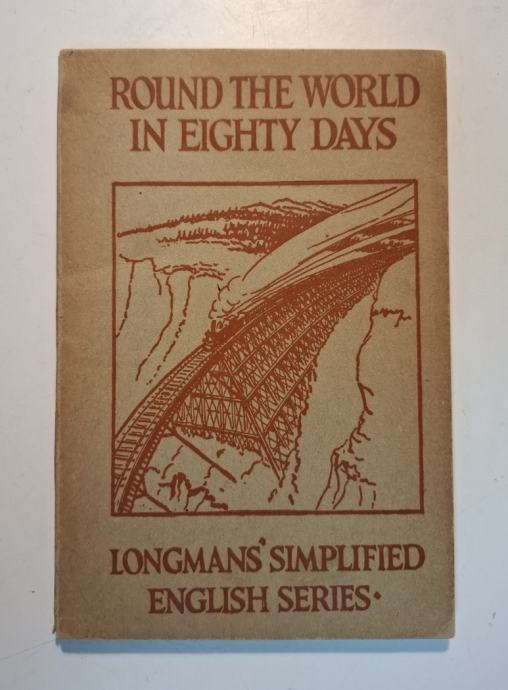 ROUND THE WORLD
IN EIGHTY DAYS
LONGMANS' SIMPLIFIED
ENGLISH SERIES·